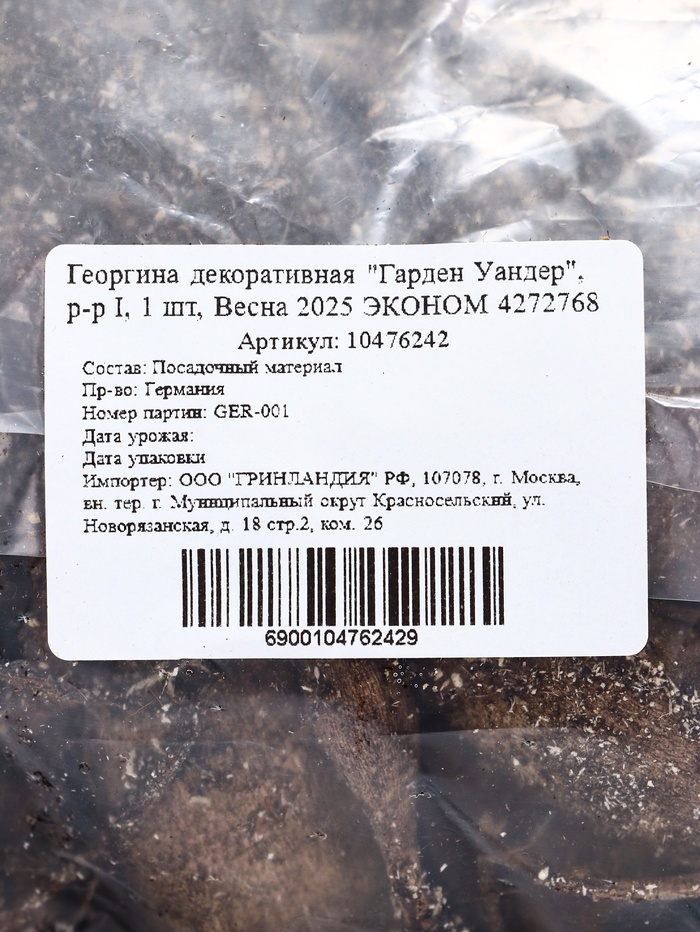 Георгина декоративная "Гарден Уандер",
р-р I, 1 шт, Весна 2025 ЭКОНОМ 4272768
Артикул: 10476242
Состав: Посадочный материал
Пр-во: Германия
Номер партии: GER-001
Дата урожая:
Дата упаковки
Импортер: ООО "ГРИНЛАНДИЯ" РФ, 107078, г. Москва,
вн. тер. г. Муниципальный округ Красносельский, ул.
Новорязанская, д. 18 стр.2, ком. 26
6900104762429